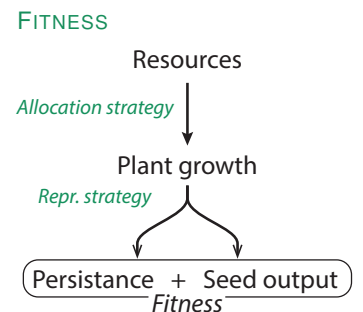 FITNESS
Resources
Allocation strategy
Plant growth
Repr. strategy
Persistance + Seed output
Fitness